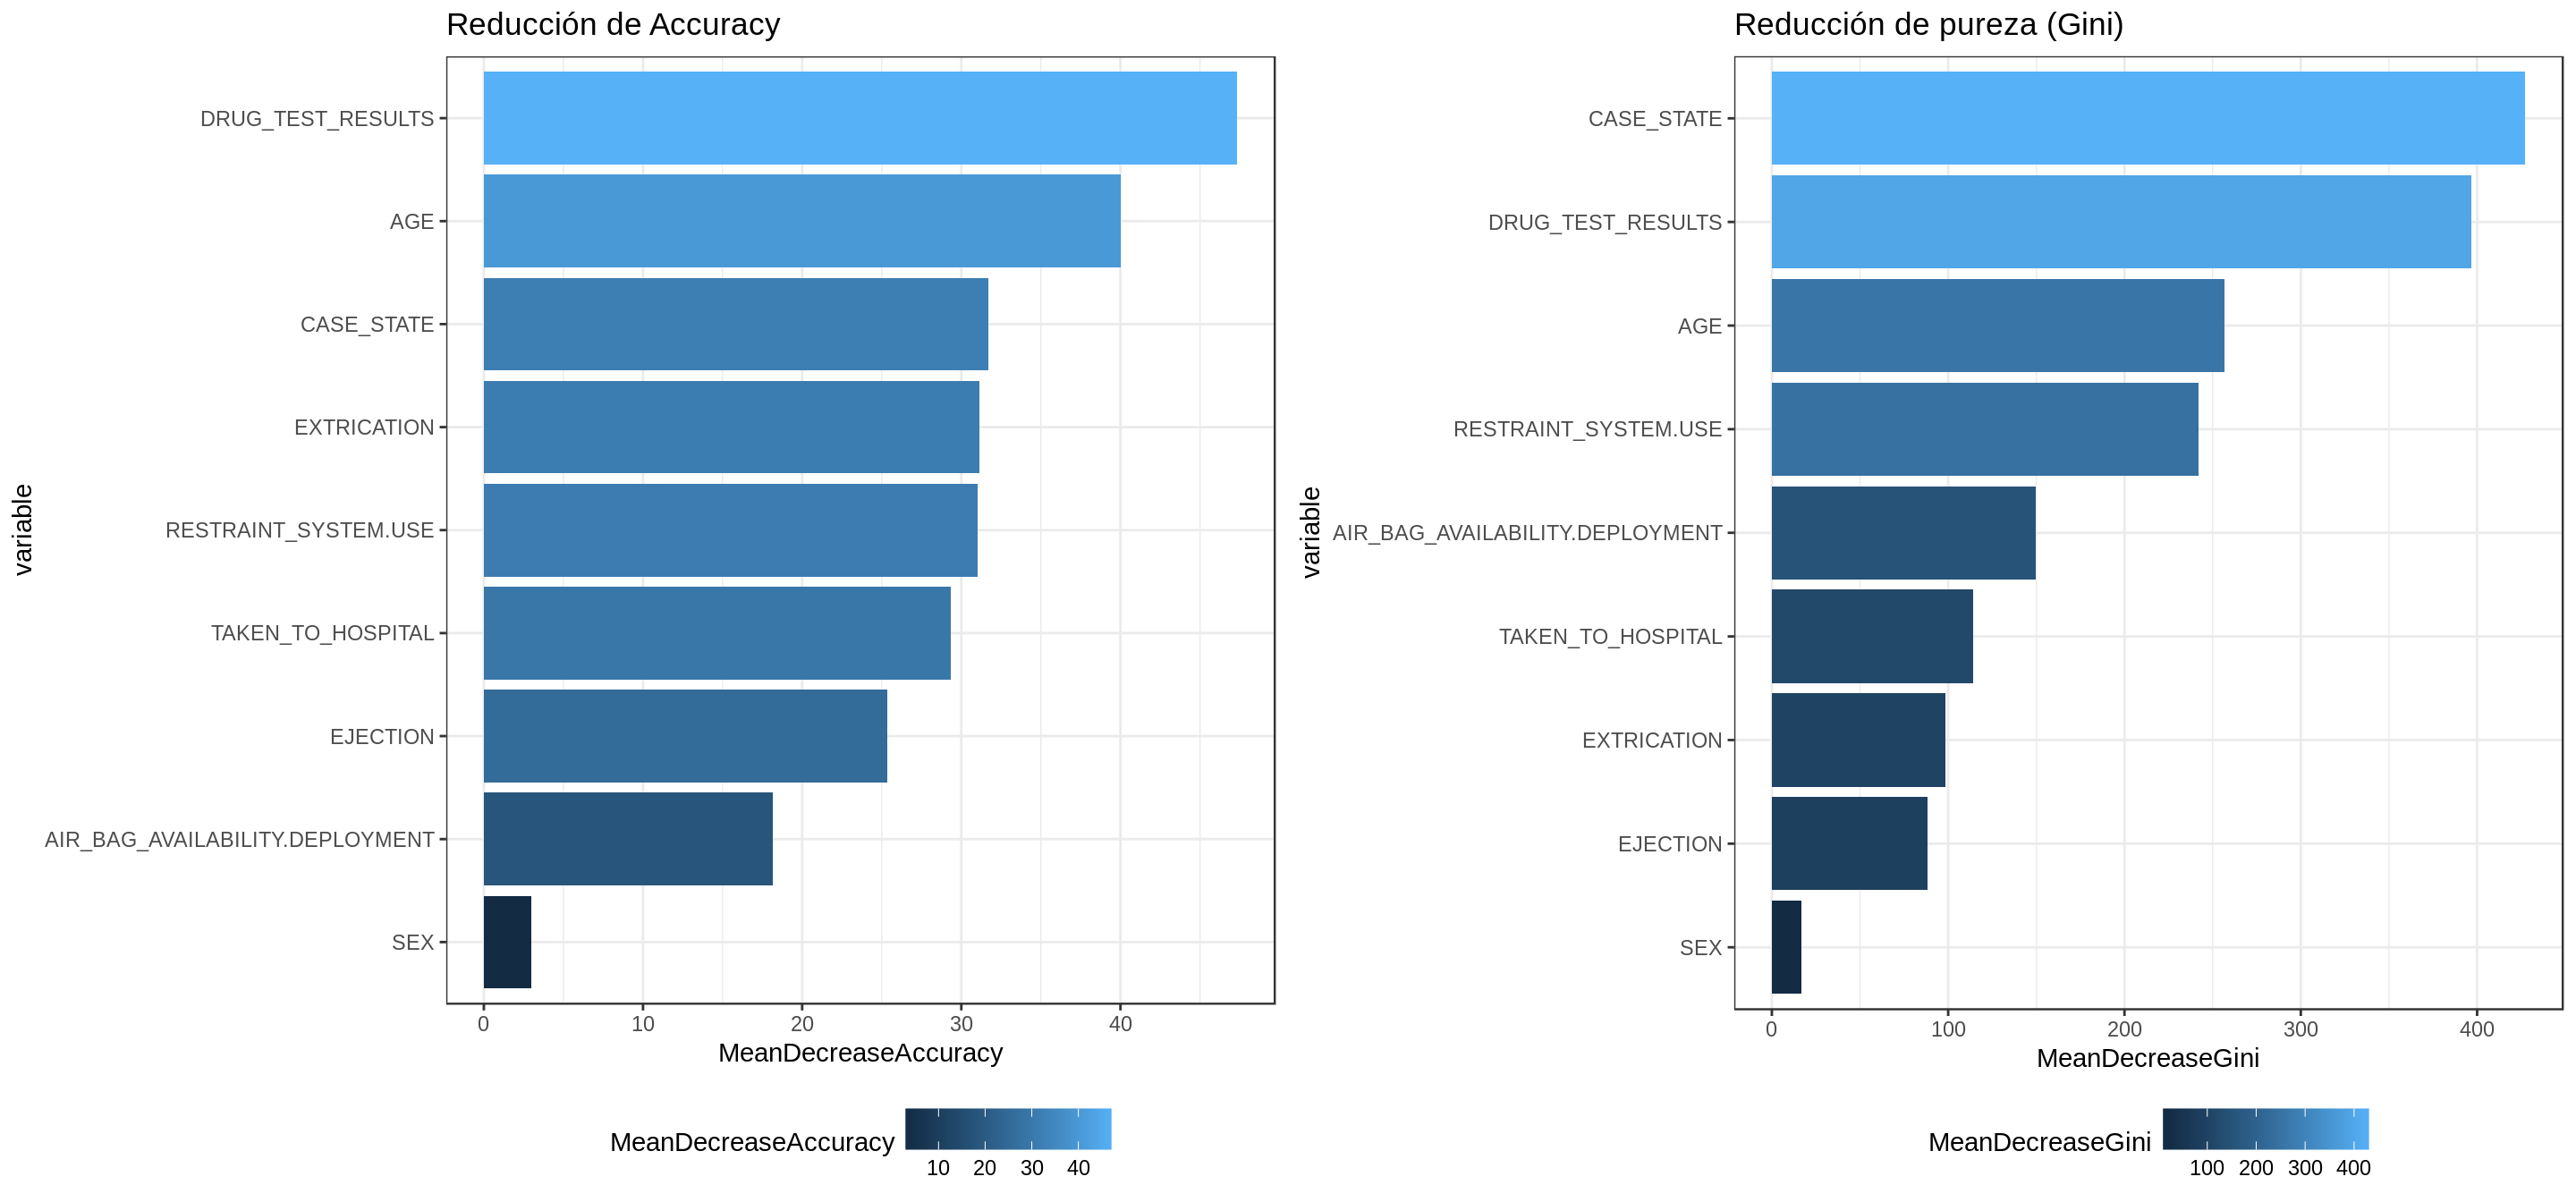 Reducción de Accuracy
variable
DRUG_TEST_RESULTS
AGE
CASE_STATE
EXTRICATION
RESTRAINT_SYSTEM.USE
TAKEN_TO_HOSPITAL
EJECTION
AIR_BAG_AVAILABILITY.DEPLOYMENT
SEX
0 10 20 30 40
MeanDecreaseAccuracy
MeanDecreaseAccuracy
10 20 30 40
Reducción de pureza (Gini)
variable
CASE_STATE
DRUG_TEST_RESULTS
AGE
RESTRAINT_SYSTEM.USE
AIR_BAG_AVAILABILITY.DEPLOYMENT
TAKEN_TO_HOSPITAL
EXTRICATION
EJECTION
SEX
0 100 200 300 400
MeanDecreaseGini
MeanDecreaseGini
100 200 300 400